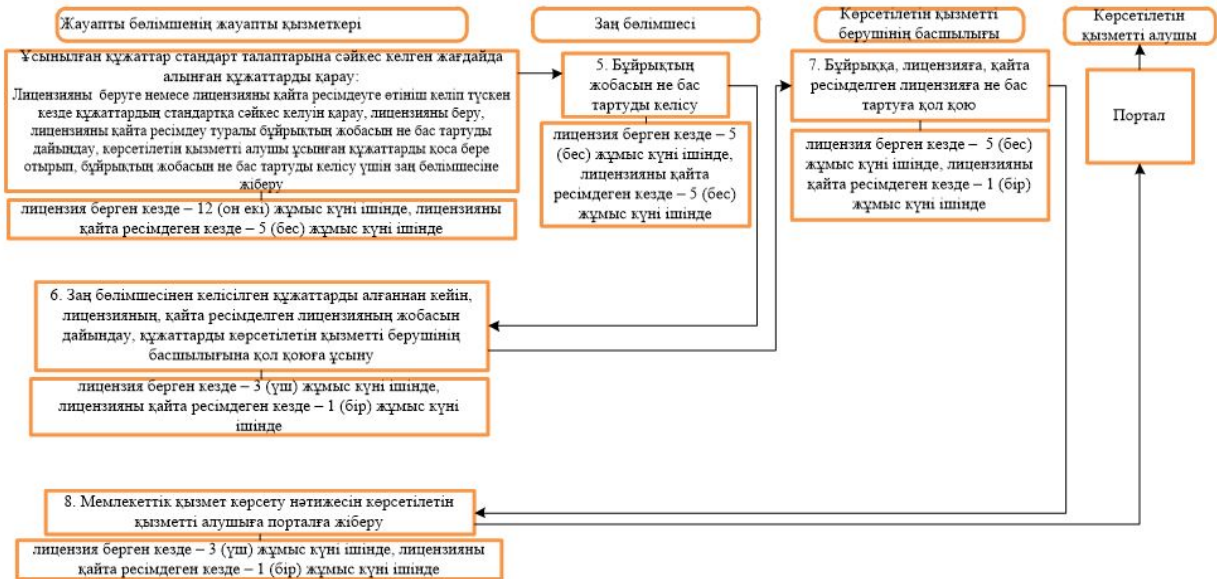 Жауапты бөлімшенің жауапты қызметкері
Заң бөлімшесі
Көрсетілетін қызметті
берушінің басшылығы
Көрсетілетін
қызметті алушы
Ұсынылған құжаттар стандарт талаптарына сәйкес келген жағдайда
алынған құжаттарды қарау:
Лицензияны беруге немесе лицензияны қайта ресімдеуге өтініш келіп түскен
кезде құжаттардың стандартқа сәйкес келуін қарау, лицензияны беру,
лицензияны қайта ресімдеу туралы бұйрықтың жобасын не бас тартуды
дайындау, көрсетілетін қызметті алушы ұсынған құжаттарды қоса бере
отырып, бұйрықтың жобасын не бас тартуды келісу үшін заң бөлімшесіне
жіберу
лицензия берген кезде – 12 (он екі) жұмыс күні ішінде, лицензияны
қайта ресімдеген кезде – 5 (бес) жұмыс күні ішінде
5. Бұйрықтың
жобасын не бас
тартуды келісу
лицензия берген кезде – 5
(бес) жұмыс күні ішінде,
лицензияны қайта
ресімдеген кезде – 5 (бес)
жұмыс күні ішінде
7. Бұйрыққа, лицензияға, қайта
ресімделген лицензияға не бас
тартуға қол қою
лицензия берген кезде – 5 (бес)
жұмыс күні ішінде, лицензияны
қайта ресімдеген кезде – 1 (бір)
жұмыс күні ішінде
Портал
6. Заң бөлімшесінен келісілген құжаттарды алғаннан кейін,
лицензияның, қайта ресімделген лицензияның жобасын
дайындау, құжаттарды көрсетілетін қызметті берушінің
басшылығына қол қоюға ұсыну
лицензия берген кезде – 3 (үш) жұмыс күні ішінде,
лицензияны қайта ресімдеген кезде – 1 (бір) жұмыс күні
ішінде
8. Мемлекеттік қызмет көрсету нәтижесін көрсетілетін
қызметті алушыға порталға жіберу
лицензия берген кезде – 3 (үш) жұмыс күні ішінде, лицензияны
қайта ресімдеген кезде – 1 (бір) жұмыс күні ішінде